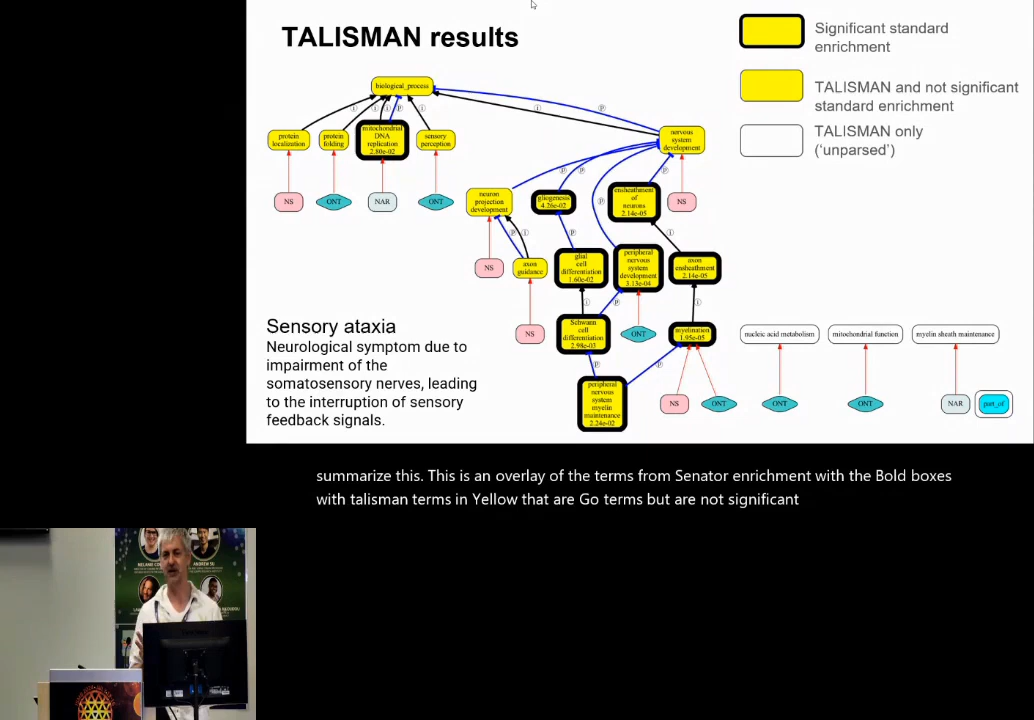 TALISMAN results
Significant standard
enrichment
TALISMAN and not significant
standard enrichment
TALISMAN only
(‘unparsed’)
biological_process
protein
localization
protein
folding
mitochondrial
DNA
replication
2.80e-02
sensory
perception
nervous
system
development
NS
ONT
NAR
ONT
neuron
projection
development
gliogenesis
4.26e-02
ensheathment
of
neurons
2.14e-05
NS
NS
axon
guidance
glial
cell
differentiation
1.60e-02
peripheral
nervous
system
development
3.13e-04
axon
ensheathment
2.14e-05
NS
Schwann
cell
differentiation
2.98e-03
ONT
myelination
1.95e-05
nucleic acid metabolism
mitochondrial function
myelin sheath maintenance
peripheral
nervous
system
myelin
maintenance
2.24e-02
NS
ONT
ONT
ONT
NAR
part_of
Sensory ataxia
Neurological symptom due to
impairment of the
somatosensory nerves, leading
to the interruption of sensory
feedback signals.
summarize this. This is an overlay of the terms from Senator enrichment with the Bold boxes
with talisman terms in Yellow that are Go terms but are not significant
ANDREW SU